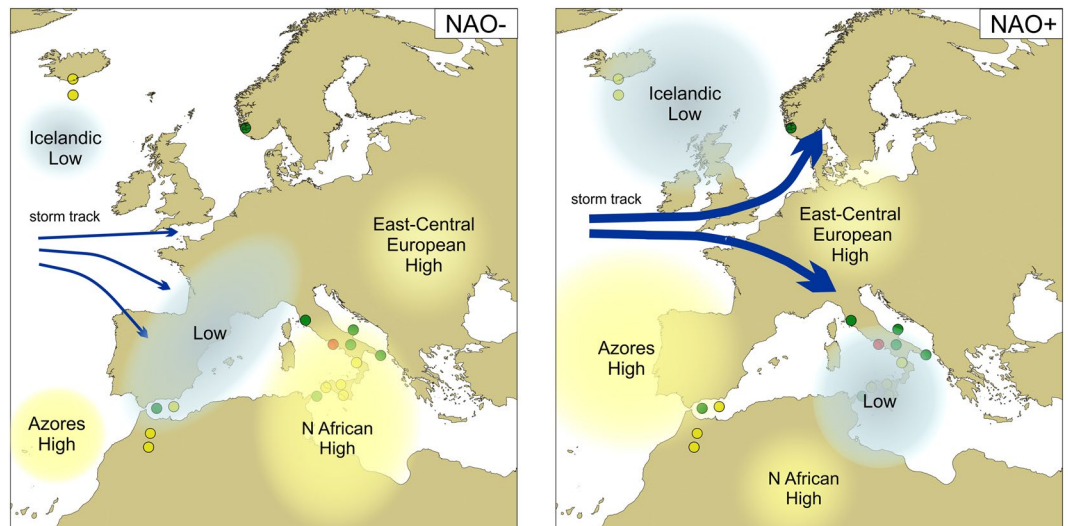 NAO-
Icelandic
Low
storm track
East-Central
European
High
Low
Azores
High
N African
High
NAO+
Icelandic
Low
storm track
East-Central
European
High
Azores
High
Low
N African
High